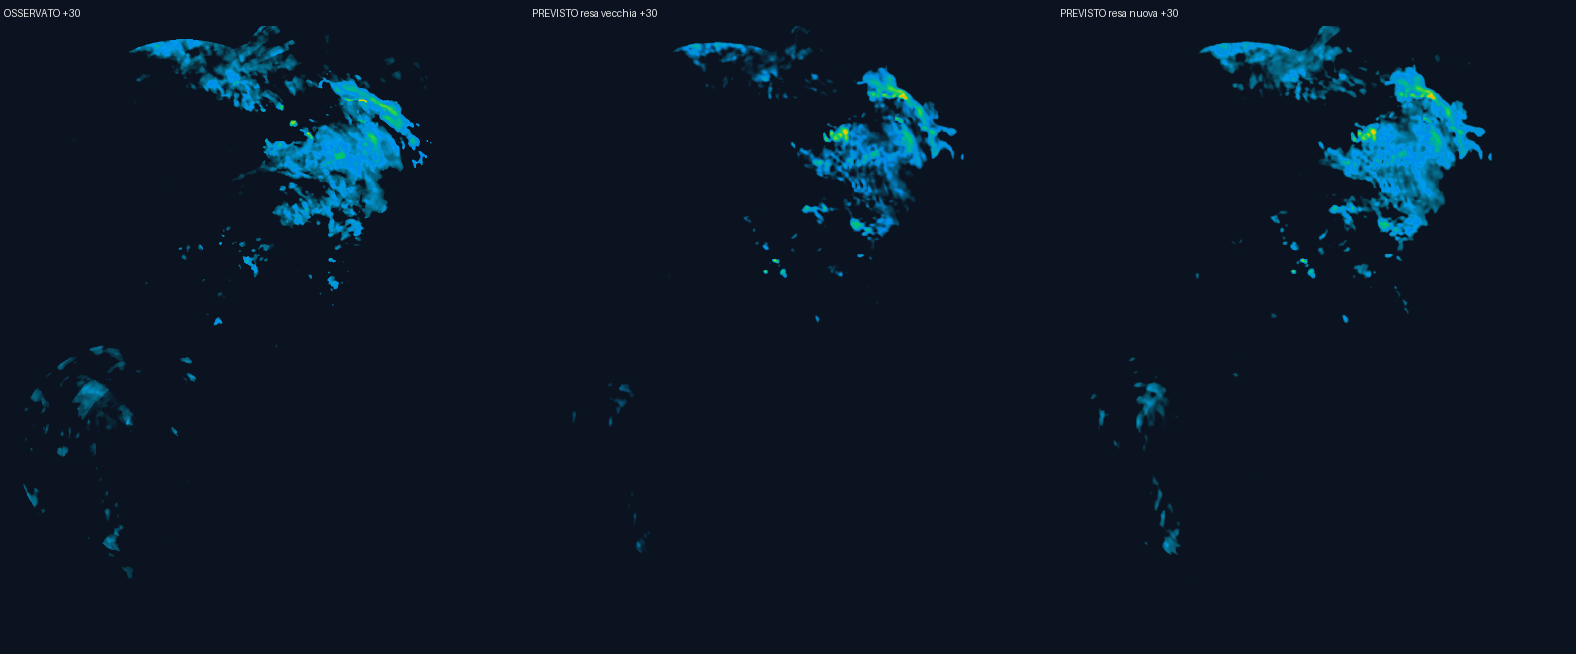 OSSERVATO +30
PREVISTO resa vecchia +30
PREVISTO resa nuova +30